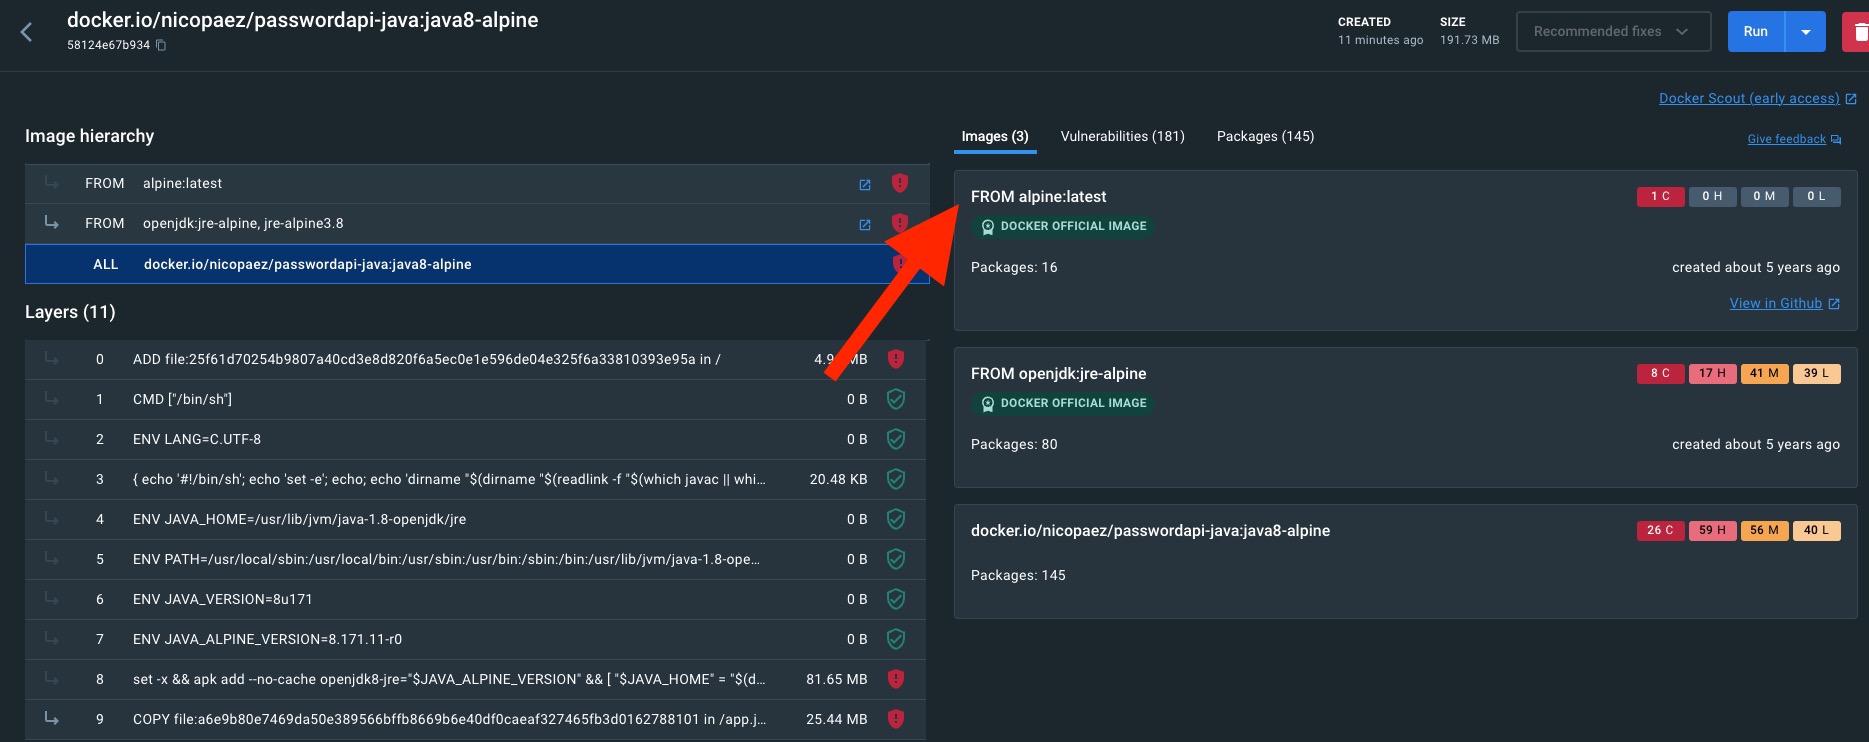 docker.io/nicopaez/passwordapi-java:java8-alpine
58124e67b934
CREATED
11 minutes ago
SIZE
191.73 MB
Recommended fixes
Run
Docker Scout (early access)
Image hierarchy
FROM alpine:latest
FROM openjdk:jre-alpine, jre-alpine3.8
ALL docker.io/nicopaez/passwordapi-java:java8-alpine
Layers (11)
0 ADD file:25f61d70254b9807a40cd3e8d820f6a5ec0e1e596de04e325f6a33810393e95a in / MB
1 CMD ["/bin/sh"] 0 B
2 ENV LANG=C.UTF-8 0 B
3 { echo '#!/bin/sh'; echo 'set -e'; echo; echo 'dirname "$(dirname "$(readlink -f "$(which javac || whi... 20.48 KB
4 ENV JAVA_HOME=/usr/lib/jvm/java-1.8-openjdk/jre 0 B
5 ENV PATH=/usr/local/sbin:/usr/local/bin:/usr/sbin:/usr/bin:/sbin:/bin:/usr/lib/jvm/java-1.8-ope... 0 B
6 ENV JAVA_VERSION=8u171 0 B
7 ENV JAVA_ALPINE_VERSION=8.171.11-r0 0 B
8 set -x && apk add --no-cache openjdk8-jre="$JAVA_ALPINE_VERSION" && [ "$JAVA_HOME" = "$(d... 81.65 MB
9 COPY file:a6e9b80e7469da50e389566bffb8669b6e40df0caeaf327465fb3d0162788101 in /app.j... 25.44 MB
Images (3) Vulnerabilities (181) Packages (145)
Give feedback
FROM alpine:latest
1 C 0 H 0 M 0 L
DOCKER OFFICIAL IMAGE
Packages: 16
created about 5 years ago
View in Github
FROM openjdk:jre-alpine
8 C 17 H 41 M 39 L
DOCKER OFFICIAL IMAGE
Packages: 80
created about 5 years ago
docker.io/nicopaez/passwordapi-java:java8-alpine
26 C 59 H 56 M 40 L
Packages: 145